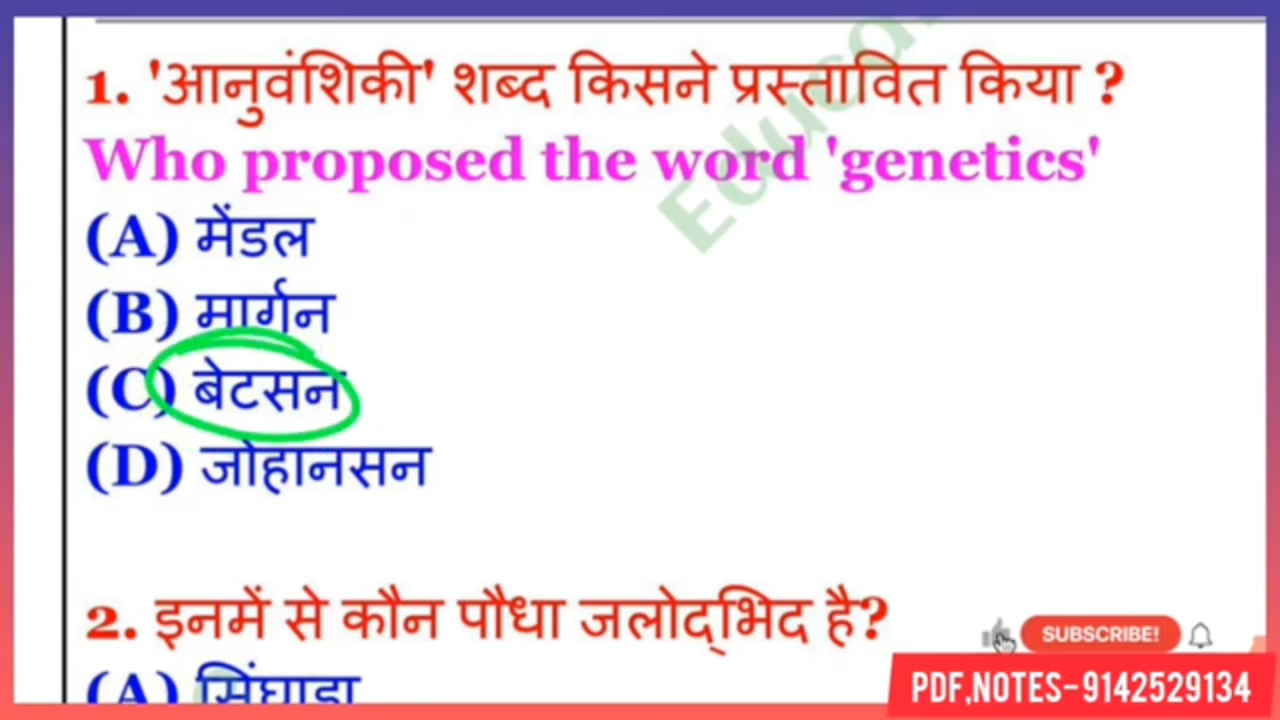 1. 'आनुवंशिकी' शब्द किसने प्रस्तावित किया ?
Who proposed the word 'genetics'
(A) मेंडल
(B) मार्गन
(C) बेटसन
(D) जोहानसन
2. इनमें से कौन पौधा जलोद्भिद है?
(A) सिंघाड़ा
SUBSCRIBE!
PDF,NOTES-9142529134